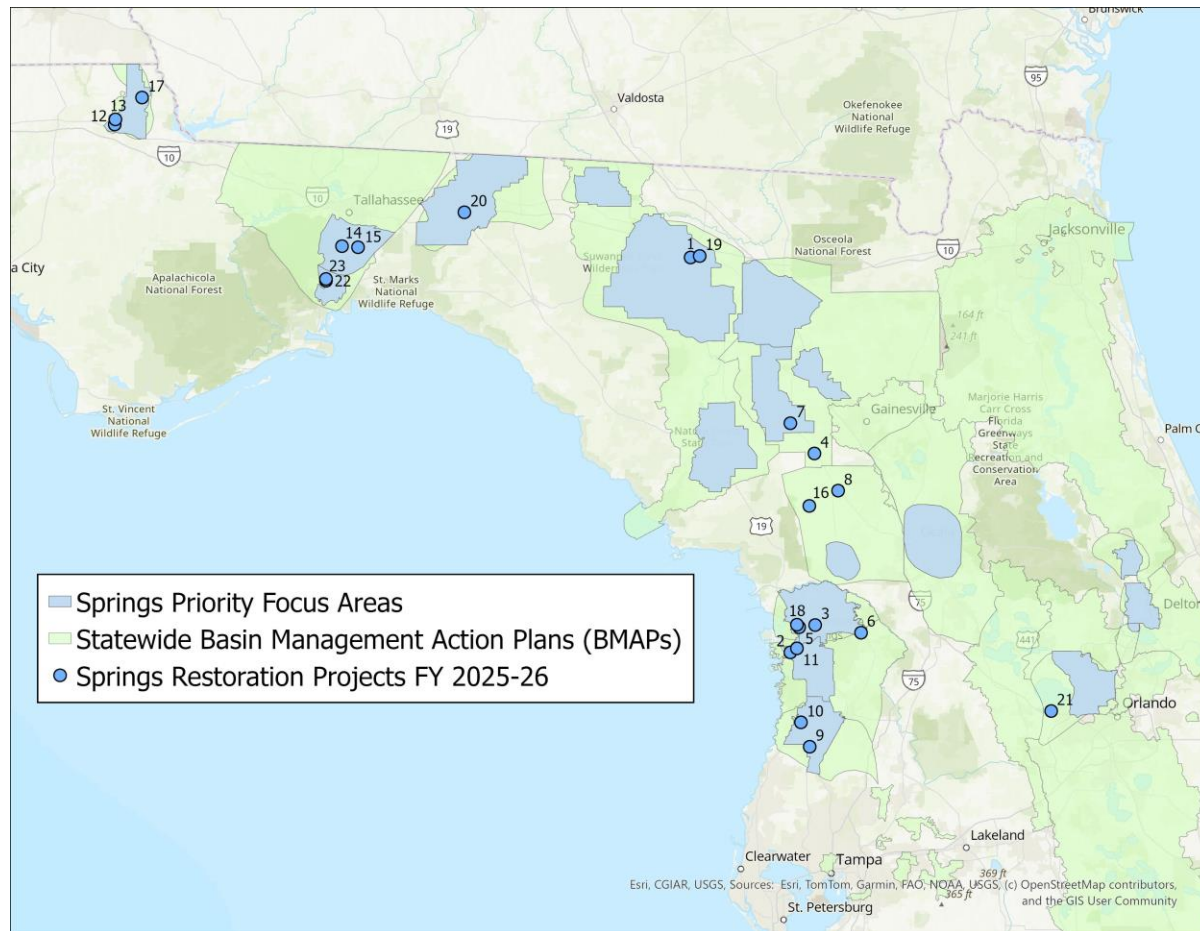 Brunswick
95
Valdosta
Okefenokee
National
Wildlife Refuge
17
13
12
19
10
10
Tallahassee
20
14
15
1
19
Osceola
National Forest
10
Jacksonville
a City
Apalachicola
National Forest
23
22
St. Marks
National
Wildlife Refuge
Suwannee
164 ft
241 ft
St. Vincent
National
Wildlife Refuge
7
Gainesville
Marjorie Harris
Carr Cross
Florida
Greenways
State
Recreation and
Conservation
Area
Palm C
4
8
16
19
75
Springs Priority Focus Areas
Statewide Basin Management Action Plans (BMAPs)
Springs Restoration Projects FY 2025-26
18
3
6
2
5
11
441
Delton
75
10
9
21
Orlando
Lakeland
Clearwater
Tampa
369 ft
365 ft
St. Petersburg
Esri, CGIAR, USGS, Sources: Esri, TomTom, Garmin, FAO, NOAA, USGS, (c) OpenStreetMap contributors,
and the GIS User Community